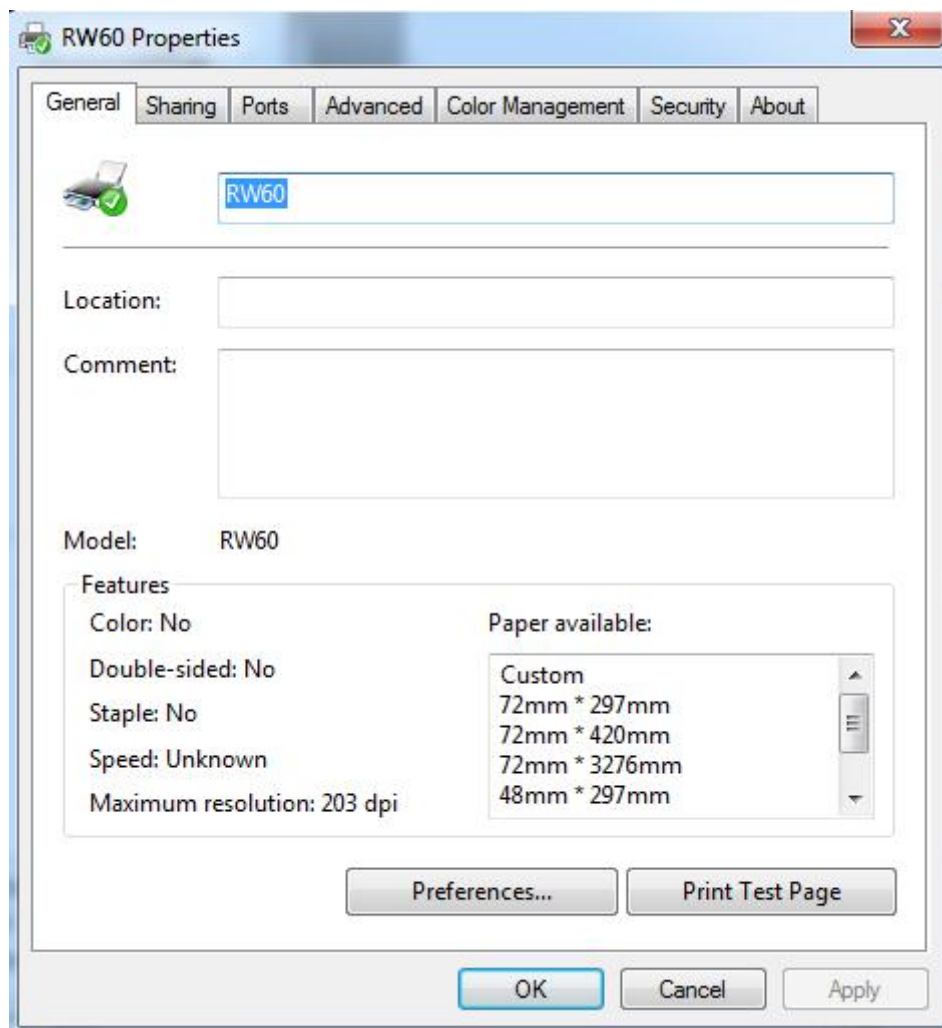 RW60 Properties
General Sharing Ports Advanced Color Management Security About
RW60
Location:
Comment:
Model: RW60
Features
Color: No
Paper available:
Double-sided: No
Custom
72mm * 297mm
Staple: No
72mm * 420mm
Speed: Unknown
72mm * 3276mm
Maximum resolution: 203 dpi
48mm * 297mm
Preferences... Print Test Page
OK Cancel Apply